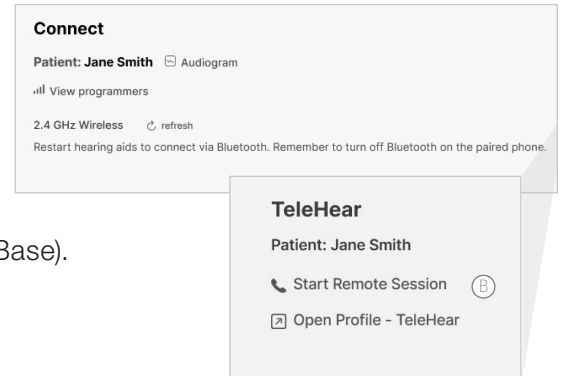 Connect
Patient: Jane Smith Audiogram
View programmers
2.4 GHz Wireless refresh
Restart hearing aids to connect via Bluetooth. Remember to turn off Bluetooth on the paired phone.
Base).
TeleHear
Patient: Jane Smith
Start Remote Session B
Open Profile - TeleHear